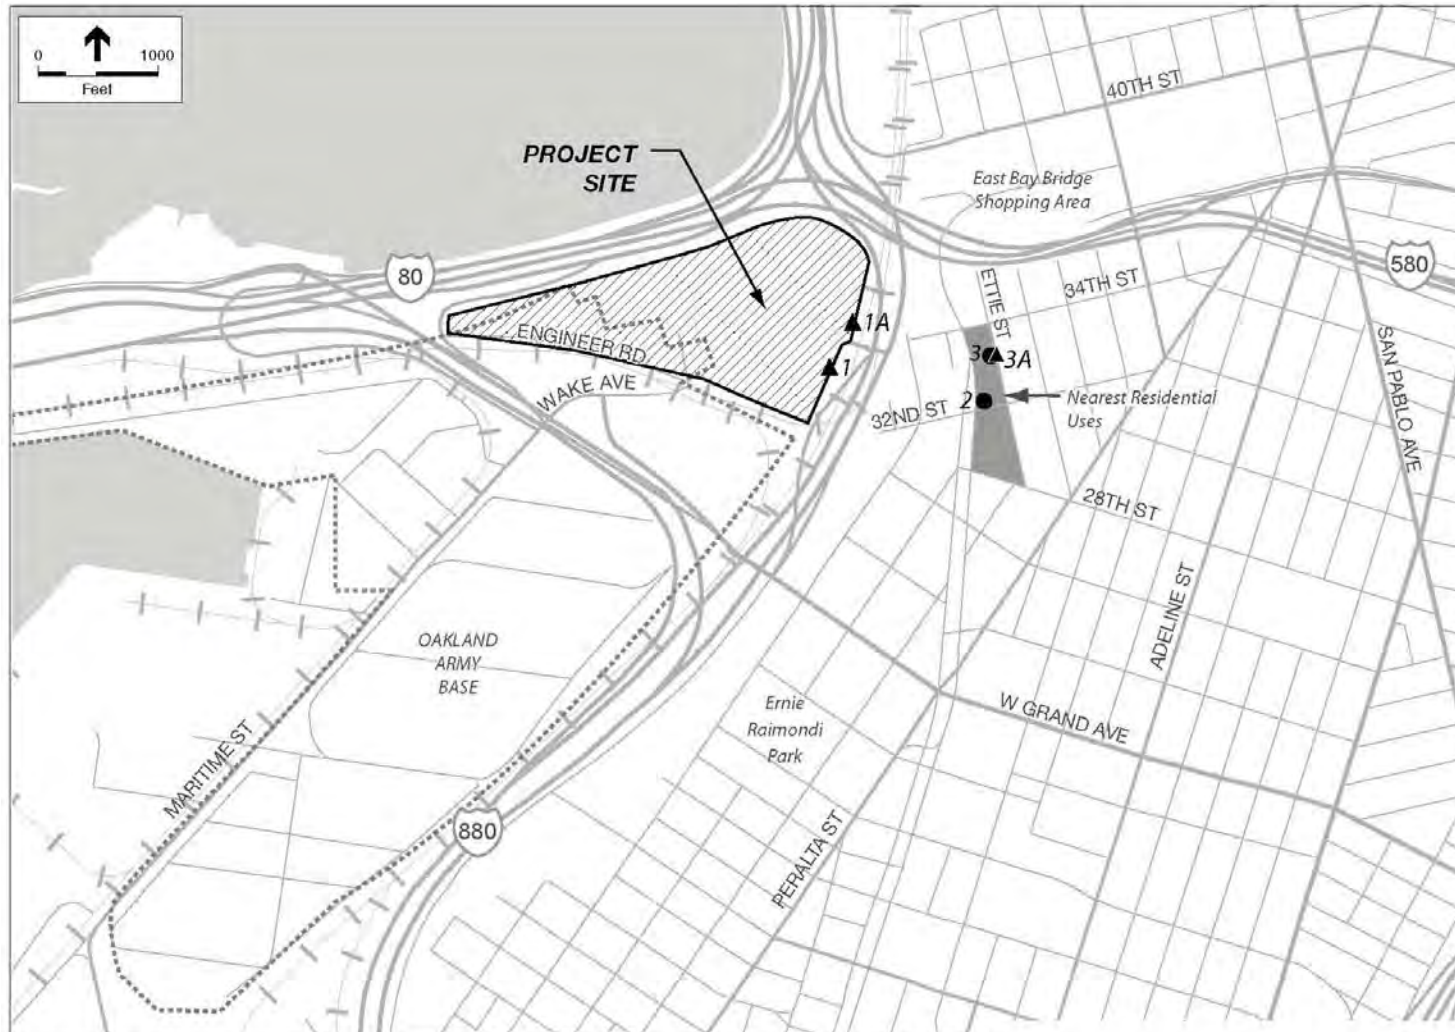 0 1000
Feet
40TH ST
PROJECT
SITE
East Bay Bridge
Shopping Area
80
580
ETTIE ST
34TH ST
1A
ENGINEER RD
3 3A
1
SAN PABLO AVE
WAKE AVE
2
32ND ST
Nearest Residential
Uses
28TH ST
ADELINE ST
OAKLAND
ARMY
BASE
W GRAND AVE
Ernie
Raimondi
Park
MARITIME ST
880
PERALTA ST